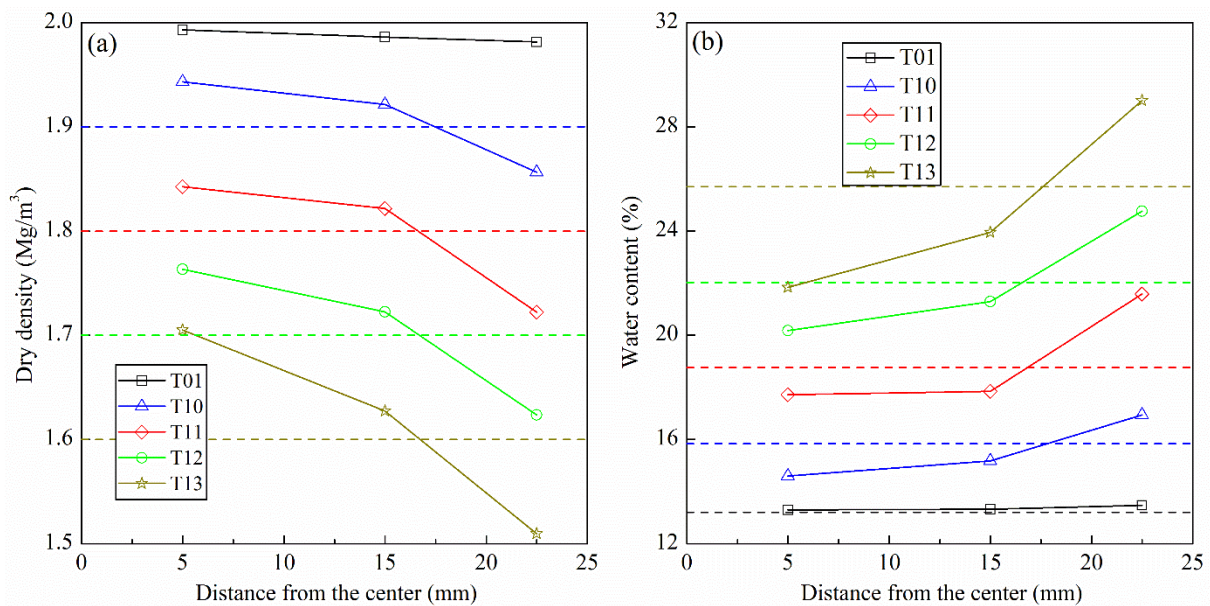 (a)
Dry density (Mg/m³)
2.0
1.9
1.8
1.7
1.6
1.5
T01
T10
T11
T12
T13
0 5 10 15 20 25
Distance from the center (mm)
(b)
Water content (%)
32
28
24
20
16
12
T01
T10
T11
T12
T13
0 5 10 15 20 25
Distance from the center (mm)